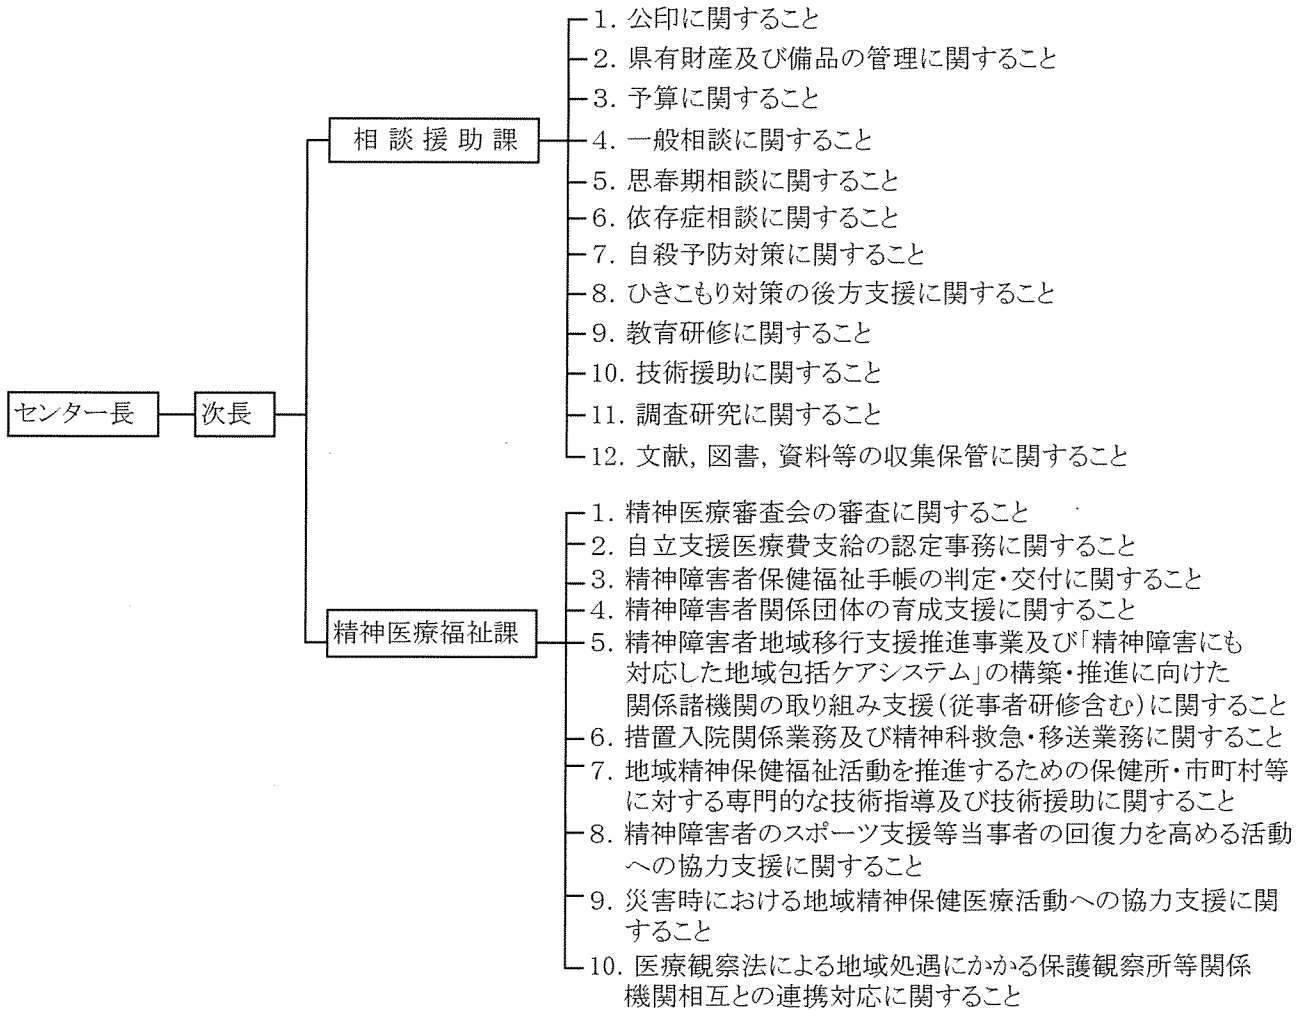 センター長
次長
相談援助課
1. 公印に関すること
2. 県有財産及び備品の管理に関すること
3. 予算に関すること
4. 一般相談に関すること
5. 思春期相談に関すること
6. 依存症相談に関すること
7. 自殺予防対策に関すること
8. ひきこもり対策の後方支援に関すること
9. 教育研修に関すること
10. 技術援助に関すること
11. 調査研究に関すること
12. 文献, 図書, 資料等の収集保管に関すること
精神医療福祉課
1. 精神医療審査会の審査に関すること
2. 自立支援医療費支給の認定事務に関すること
3. 精神障害者保健福祉手帳の判定・交付に関すること
4. 精神障害者関係団体の育成支援に関すること
5. 精神障害者地域移行支援推進事業及び「精神障害にも
対応した地域包括ケアシステム」の構築・推進に向けた
関係諸機関の取り組み支援(従事者研修含む)に関すること
6. 措置入院関係業務及び精神科救急・移送業務に関すること
7. 地域精神保健福祉活動を推進するための保健所・市町村等
に対する専門的な技術指導及び技術援助に関すること
8. 精神障害者のスポーツ支援等当事者の回復力を高める活動
への協力支援に関すること
9. 災害時における地域精神保健医療活動への協力支援に関
すること
10. 医療観察法による地域処遇にかかる保護観察所等関係
機関相互との連携対応に関すること